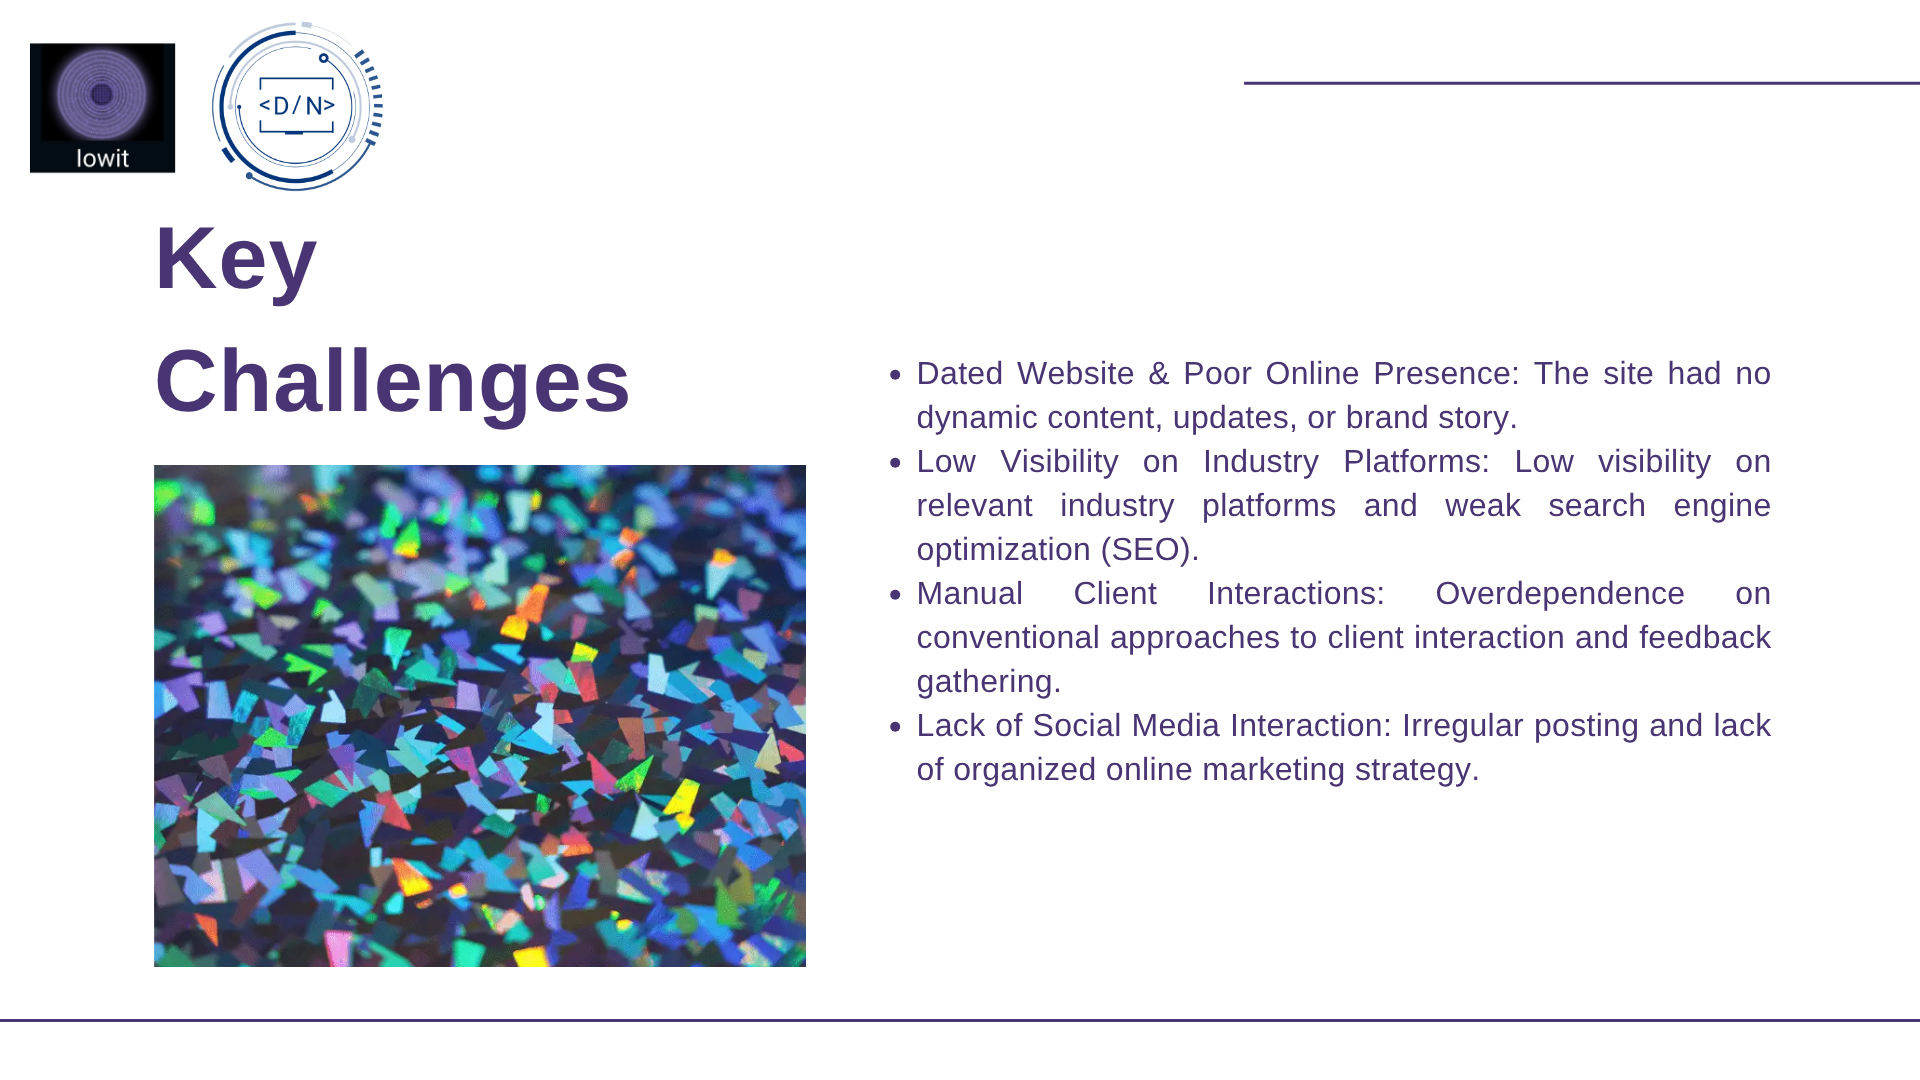 lowit
<D/N>
Key
Challenges
• Dated Website & Poor Online Presence: The site had no
dynamic content, updates, or brand story.
• Low Visibility on Industry Platforms: Low visibility on
relevant industry platforms and weak search engine
optimization (SEO).
• Manual Client Interactions: Overdependence on
conventional approaches to client interaction and feedback
gathering.
• Lack of Social Media Interaction: Irregular posting and lack
of organized online marketing strategy.